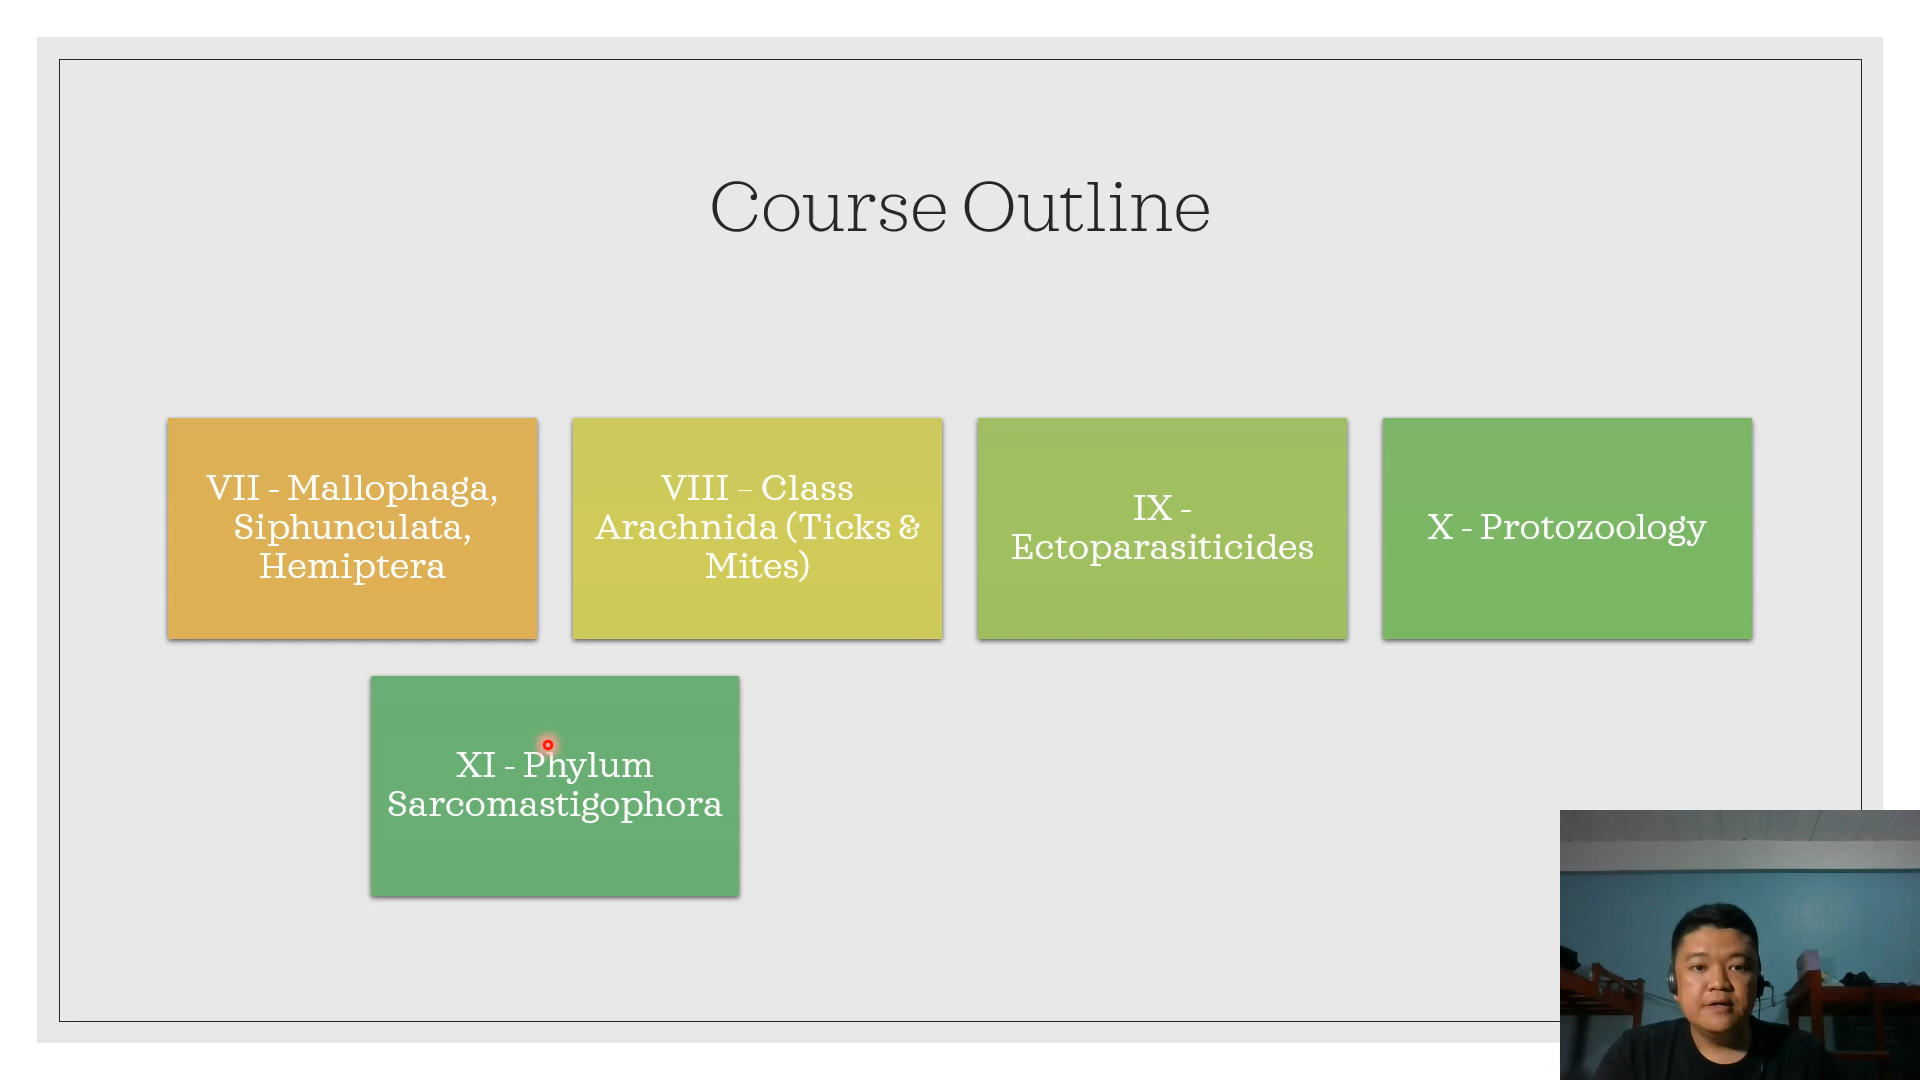 Course Outline
VII - Mallophaga,
Siphunculata,
Hemiptera
VIII – Class
Arachnida (Ticks &
Mites)
IX -
Ectoparasiticides
X - Protozoology
XI - Phylum
Sarcomastigophora